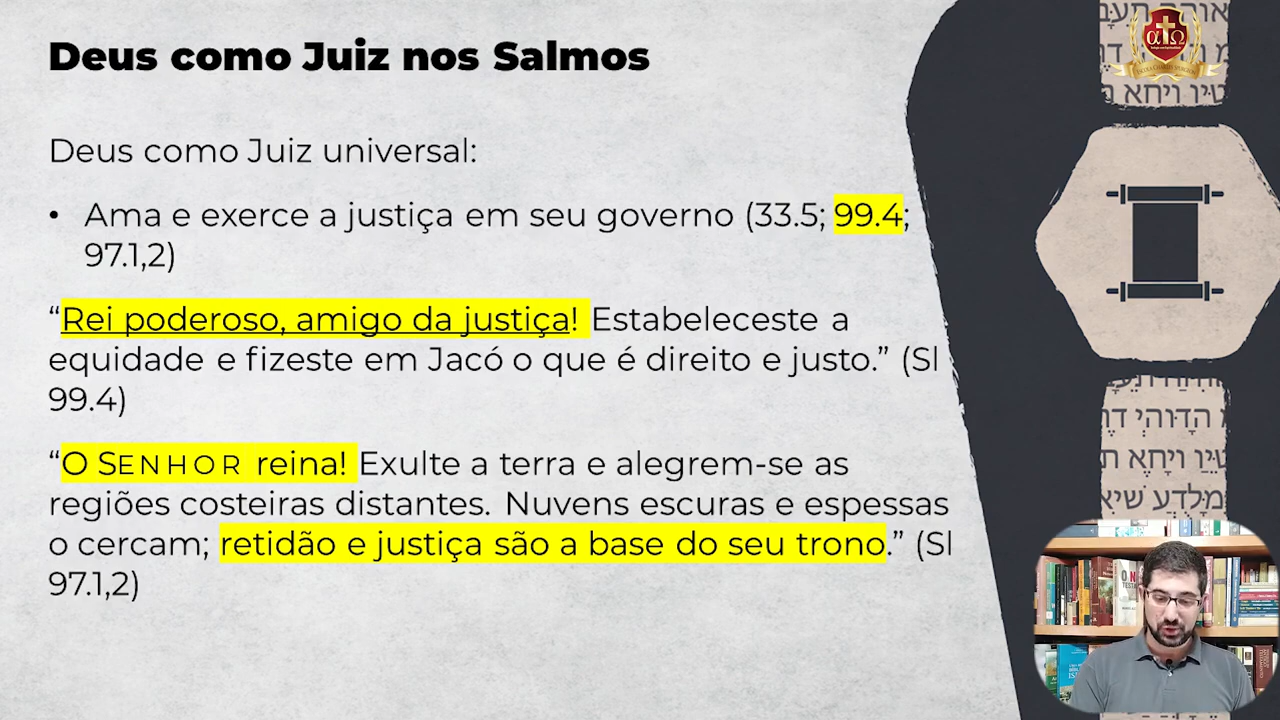 Deus como Juiz nos Salmos
Deus como Juiz universal:
• Ama e exerce a justiça em seu governo (33.5; 99.4;
97.1,2)
“Rei poderoso, amigo da justiça! Estabeleceste a
equidade e fizeste em Jacó o que é direito e justo.” (Sl
99.4)
“O SENHOR reina! Exulte a terra e alegrem-se as
regiões costeiras distantes. Nuvens escuras e espessas
o cercam; retidão e justiça são a base do seu trono.” (Sl
97.1,2)
α Ω